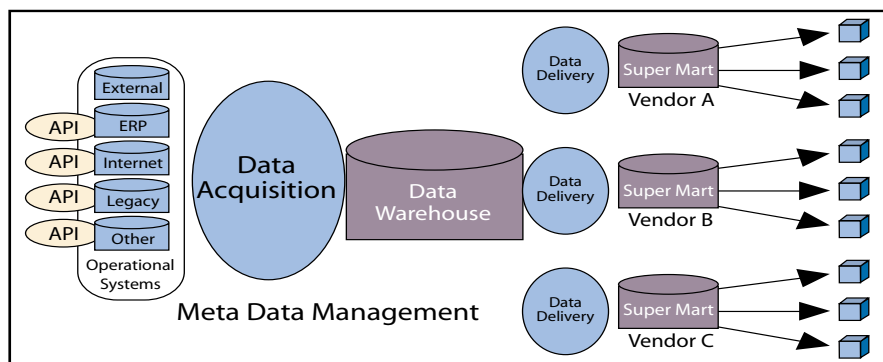 External
API
ERP
API
Internet
API
Legacy
API
Other
Operational
Systems
Data
Acquisition
Data
Warehouse
Meta Data Management
Data
Delivery
Super Mart
Vendor A
Data
Delivery
Super Mart
Vendor B
Data
Delivery
Super Mart
Vendor C